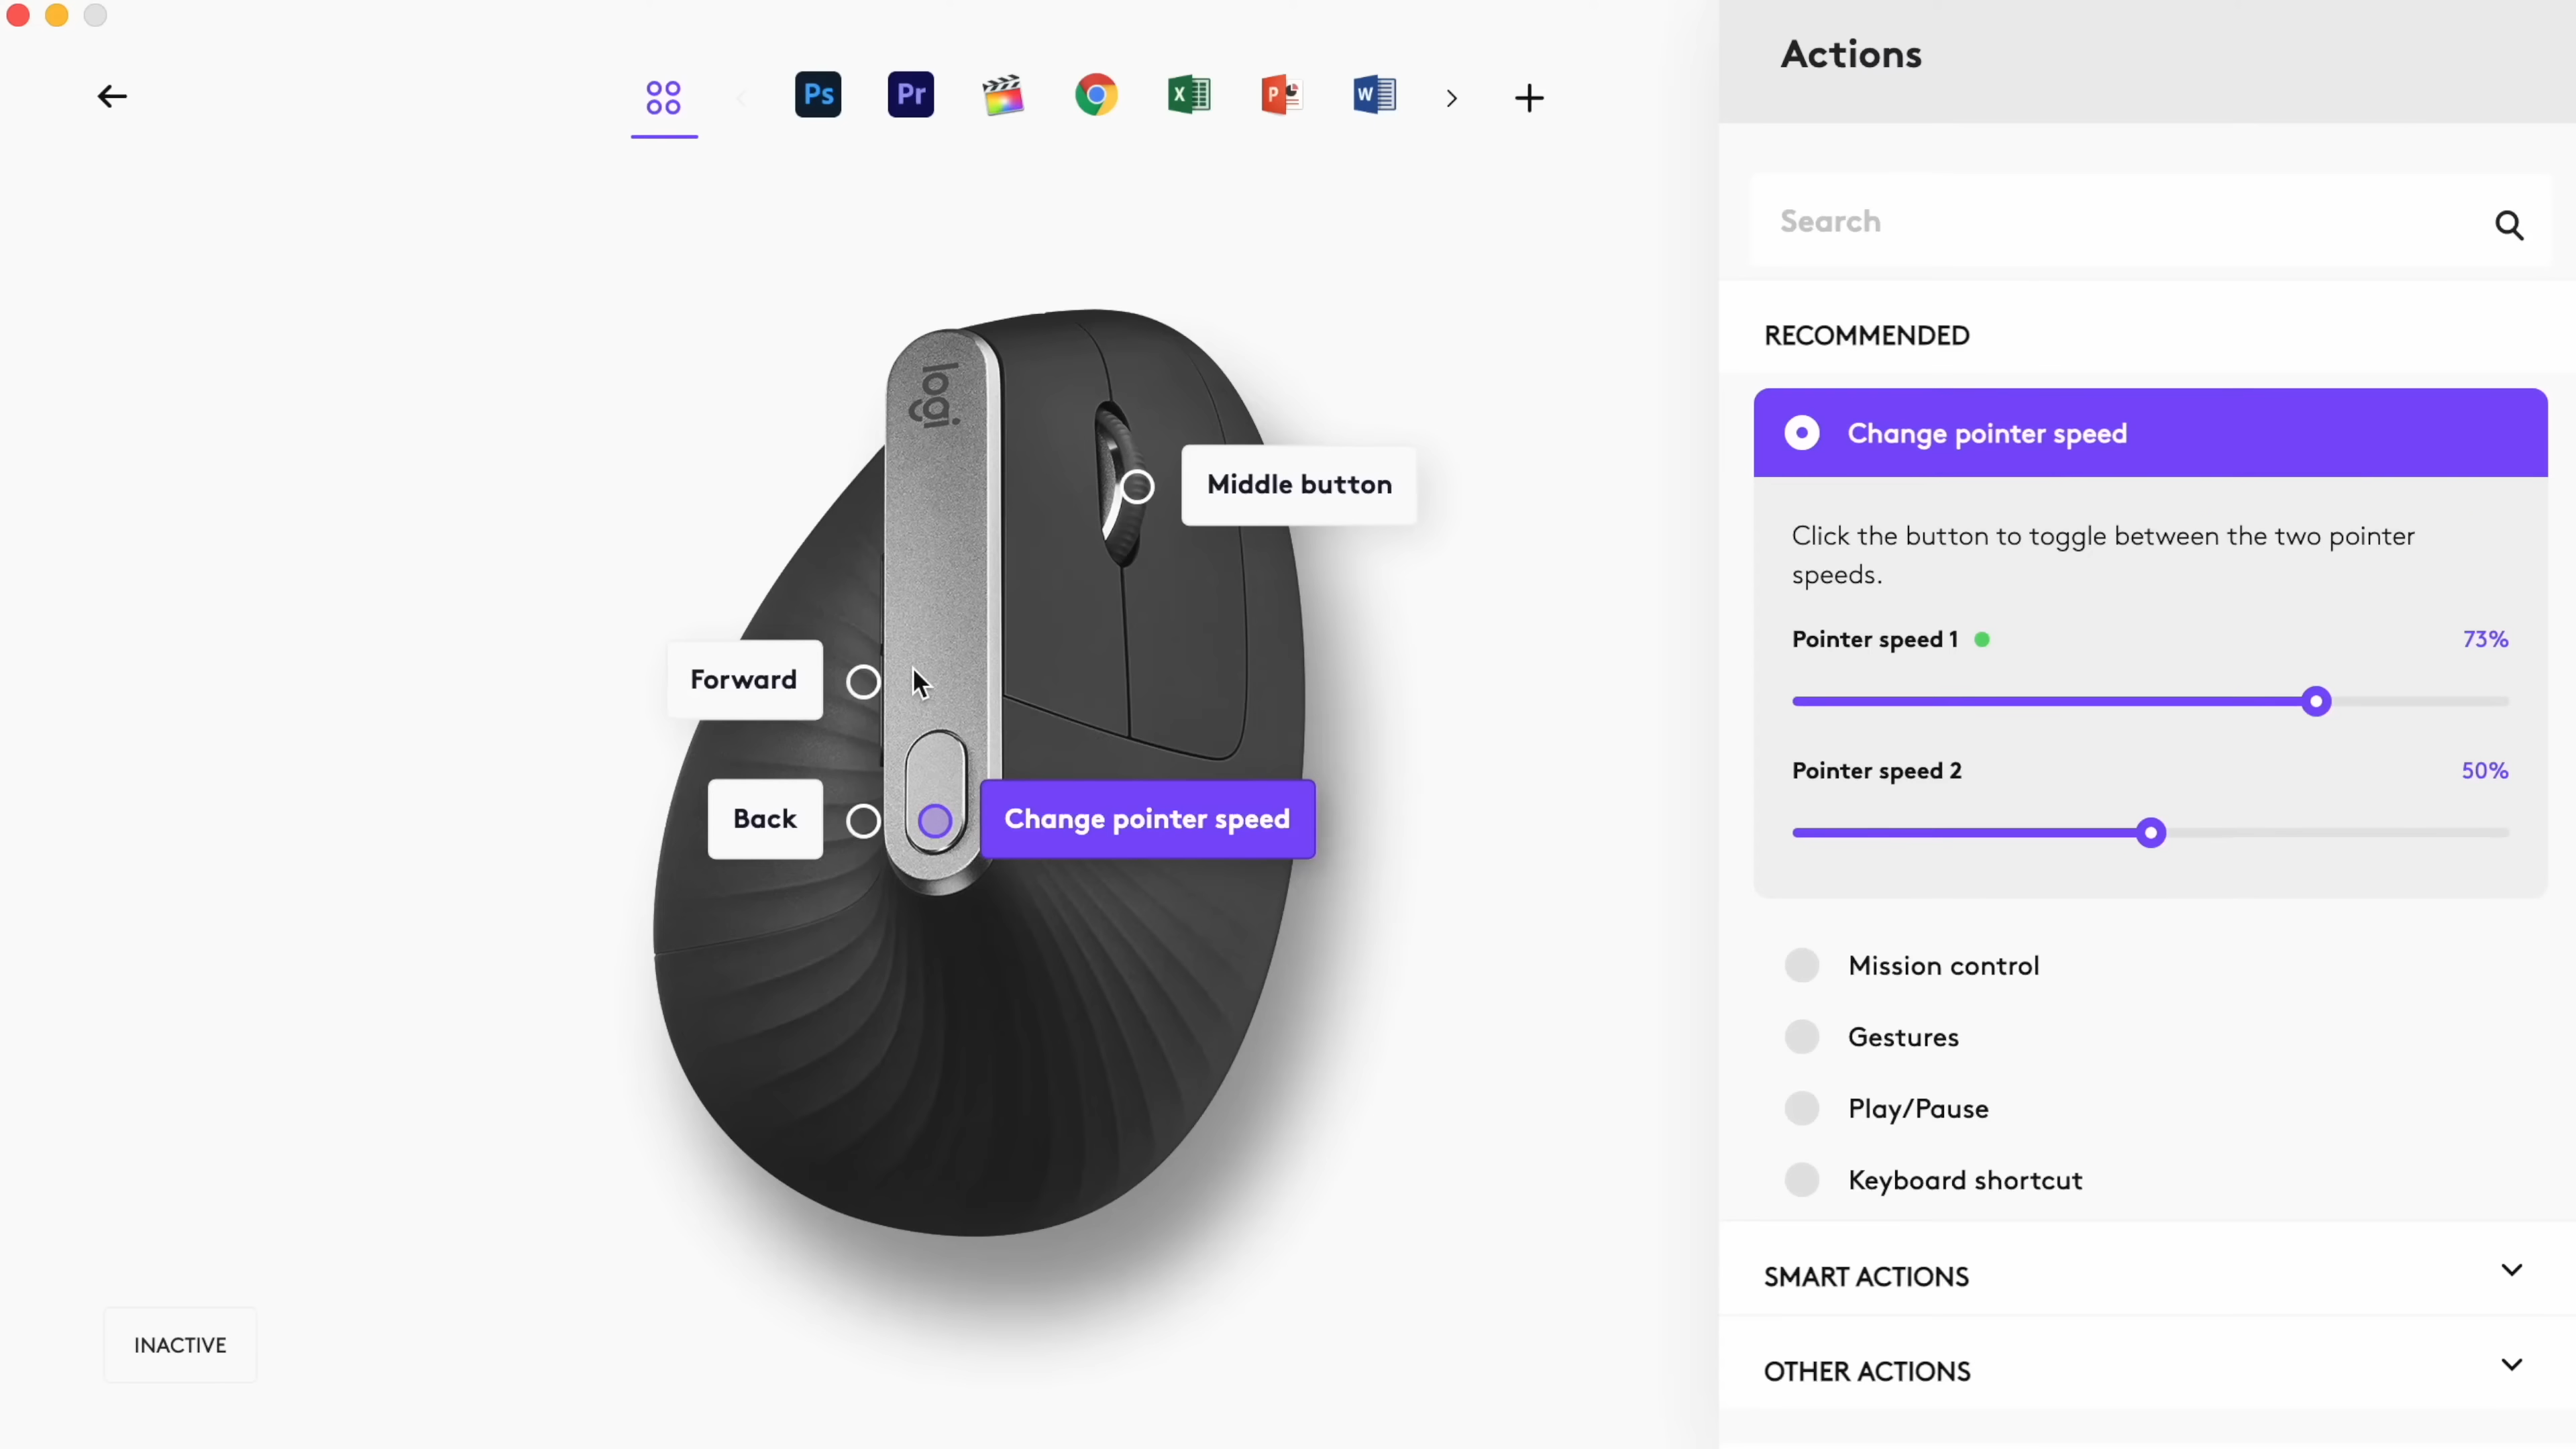 Actions
Ps
Pr
X
P
W
Search
RECOMMENDED
Change pointer speed
Click the button to toggle between the two pointer
speeds.
Pointer speed 1
73%
Pointer speed 2
50%
Mission control
Gestures
Play/Pause
Keyboard shortcut
SMART ACTIONS
OTHER ACTIONS
logi
Middle button
Forward
Back
Change pointer speed
INACTIVE